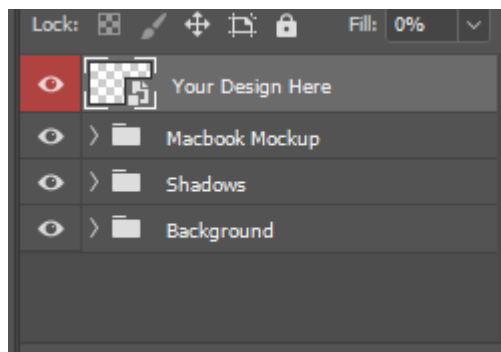 Lock: Fill: 0%
Your Design Here
Macbook Mockup
Shadows
Background